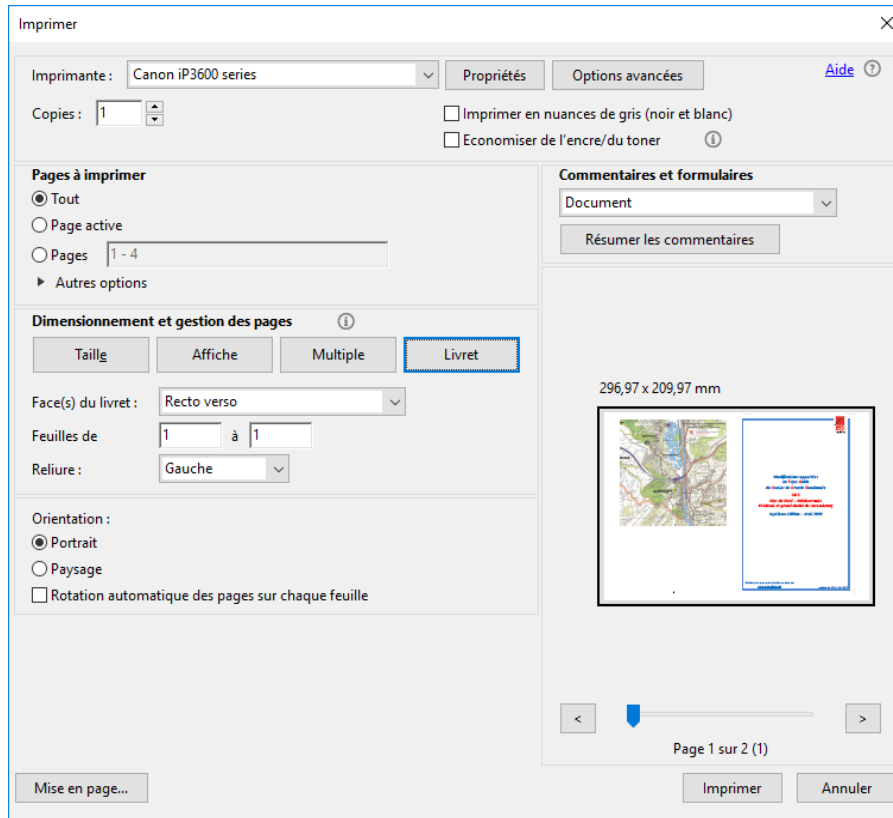 Imprimer
Imprimante : Canon iP3600 series Propriétés Options avancées Aide
Copies : 1 Imprimer en nuances de gris (noir et blanc)
Economiser de l'encre/du toner
Pages à imprimer
Tout
Page active
Pages 1 - 4
Autres options
Commentaires et formulaires
Document
Résumer les commentaires
Dimensionnement et gestion des pages
Taille Affiche Multiple Livret
Face(s) du livret : Recto verso
Feuilles de 1 à 1
Reliure : Gauche
Orientation :
Portrait
Paysage
Rotation automatique des pages sur chaque feuille
296,97 x 209,97 mm
< >
Page 1 sur 2 (1)
Mise en page... Imprimer Annuler